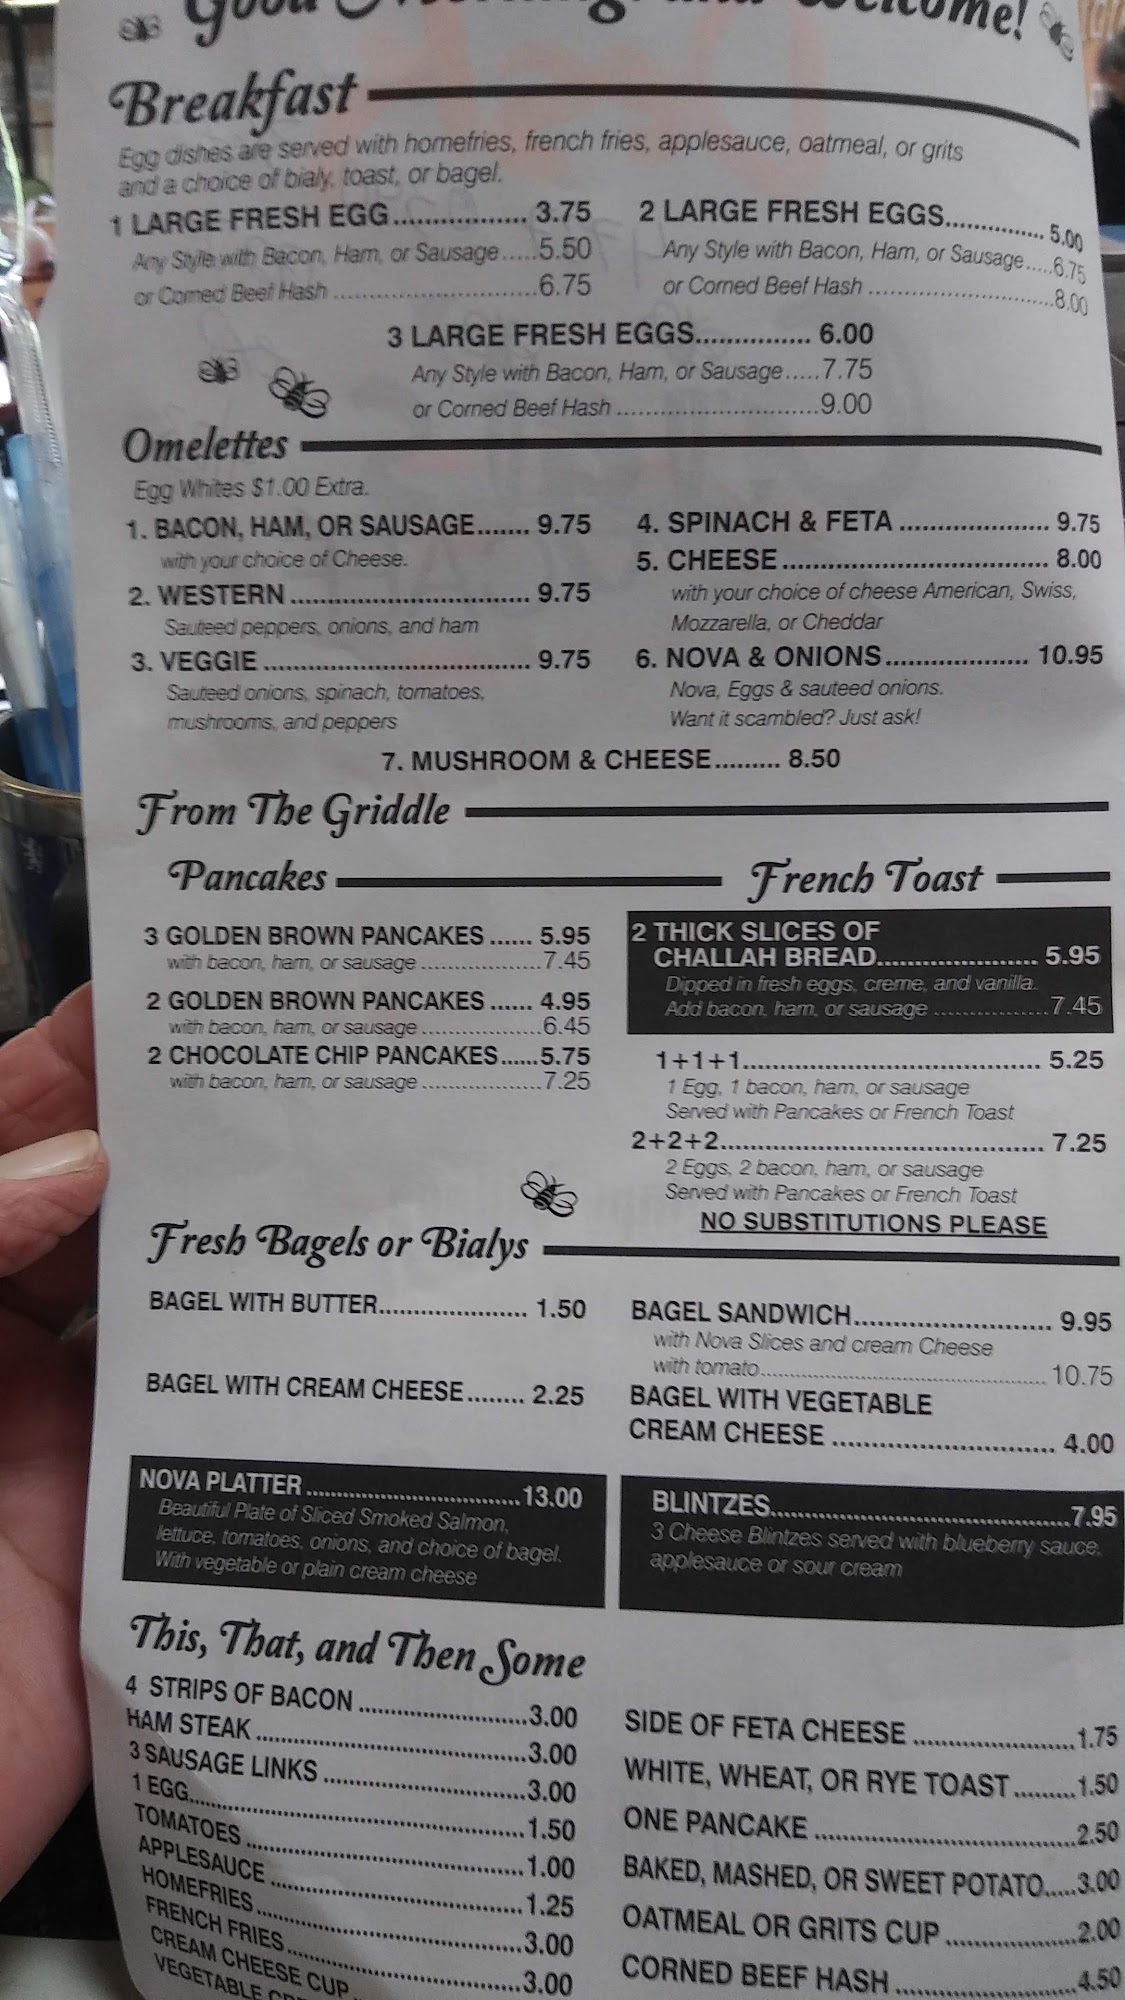 Good Morning, and Welcome!
Breakfast
Egg dishes are served with homefries, french fries, applesauce, oatmeal, or grits
and a choice of bialy, toast, or bagel.
1 LARGE FRESH EGG.................. 3.75
Any Style with Bacon, Ham, or Sausage.....5.50
or Corned Beef Hash ............................6.75
2 LARGE FRESH EGGS............... 5.00
Any Style with Bacon, Ham, or Sausage.....6.75
or Corned Beef Hash ..........................8.00
3 LARGE FRESH EGGS............... 6.00
Any Style with Bacon, Ham, or Sausage.....7.75
or Corned Beef Hash ............................9.00
Omelettes
Egg Whites $1.00 Extra.
1. BACON, HAM, OR SAUSAGE....... 9.75
with your choice of Cheese.
2. WESTERN ................................. 9.75
Sauteed peppers, onions, and ham
3. VEGGIE .................................... 9.75
Sauteed onions, spinach, tomatoes,
mushrooms, and peppers
4. SPINACH & FETA .................... 9.75
5. CHEESE .................................... 8.00
with your choice of cheese American, Swiss,
Mozzarella, or Cheddar
6. NOVA & ONIONS ................... 10.95
Nova, Eggs & sauteed onions.
Want it scambled? Just ask!
7. MUSHROOM & CHEESE......... 8.50
From The Griddle
Pancakes
3 GOLDEN BROWN PANCAKES ...... 5.95
with bacon, ham, or sausage .................7.45
2 GOLDEN BROWN PANCAKES ...... 4.95
with bacon, ham, or sausage .................6.45
2 CHOCOLATE CHIP PANCAKES......5.75
with bacon, ham, or sausage .................7.25
French Toast
2 THICK SLICES OF
CHALLAH BREAD...................... 5.95
Dipped in fresh eggs, creme, and vanilla.
Add bacon, ham, or sausage ................7.45
1+1+1......................................... 5.25
1 Egg, 1 bacon, ham, or sausage
Served with Pancakes or French Toast
2+2+2............................................ 7.25
2 Eggs, 2 bacon, ham, or sausage
Served with Pancakes or French Toast
NO SUBSTITUTIONS PLEASE
Fresh Bagels or Bialys
BAGEL WITH BUTTER..................... 1.50
BAGEL WITH CREAM CHEESE........ 2.25
BAGEL SANDWICH........................... 9.95
with Nova Slices and cream Cheese
with tomato.......................................... 10.75
BAGEL WITH VEGETABLE
CREAM CHEESE .............................. 4.00
NOVA PLATTER ..................................13.00
Beautiful Plate of Sliced Smoked Salmon,
lettuce, tomatoes, onions, and choice of bagel.
With vegetable or plain cream cheese
BLINTZES..............................................7.95
3 Cheese Blintzes served with blueberry sauce,
applesauce or sour cream
This, That, and Then Some
4 STRIPS OF BACON ..........................3.00
HAM STEAK ..........................................3.00
3 SAUSAGE LINKS ...............................3.00
1 EGG.....................................................1.50
TOMATOES ...........................................1.00
APPLESAUCE .......................................1.25
HOMEFRIES..........................................3.00
FRENCH FRIES.....................................3.00
CREAM CHEESE CUP
VEGETABLE
SIDE OF FETA CHEESE .......................1.75
WHITE, WHEAT, OR RYE TOAST .........1.50
ONE PANCAKE .....................................2.50
BAKED, MASHED, OR SWEET POTATO.....3.00
OATMEAL OR GRITS CUP ...................2.00
CORNED BEEF HASH ..........................4.50